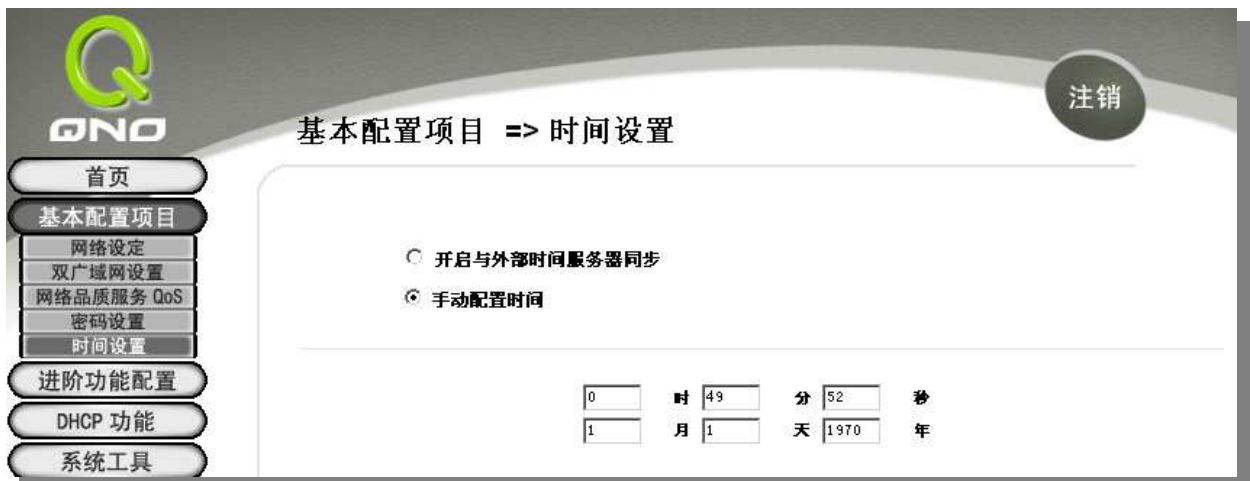 QNO
注销
基本配置项目 => 时间设置
首页
基本配置项目
网络设定
双广域网设置
网络品质服务 QoS
密码设置
时间设置
进阶功能配置
DHCP 功能
系统工具
开启与外部时间服务器同步
手动配置时间
0 时 49 分 52 秒
1 月 1 天 1970 年